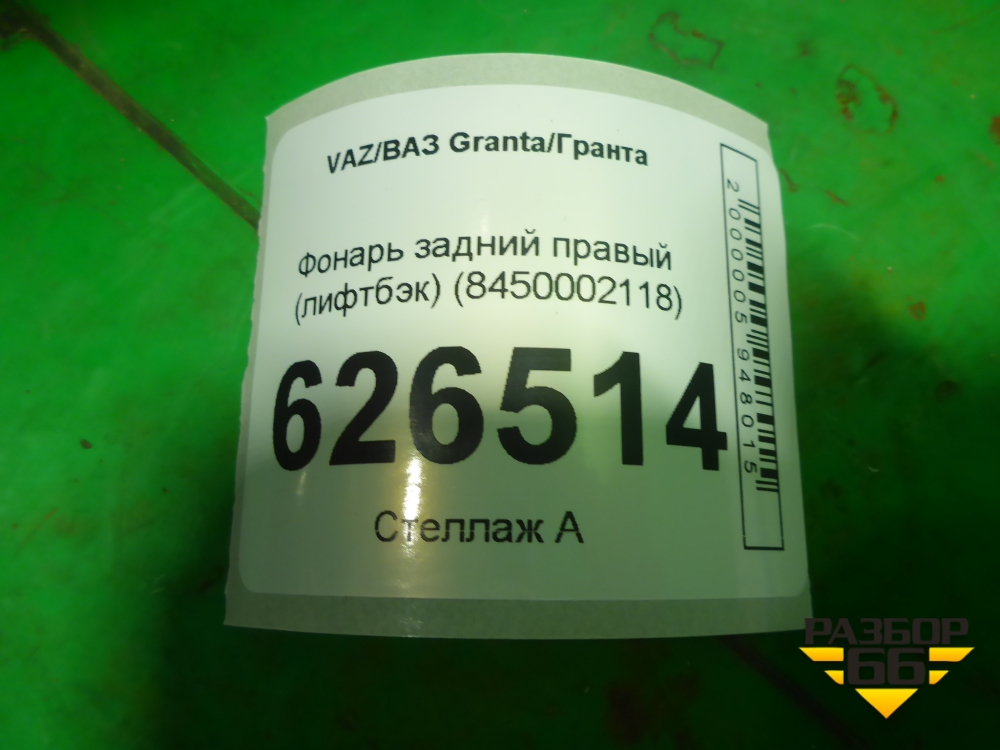 VAZ/ВАЗ Granta/Гранта
Фонарь задний правый
(лифтбэк) (8450002118)
626514
Стеллаж А
2000005948015
РАЗБОР
66